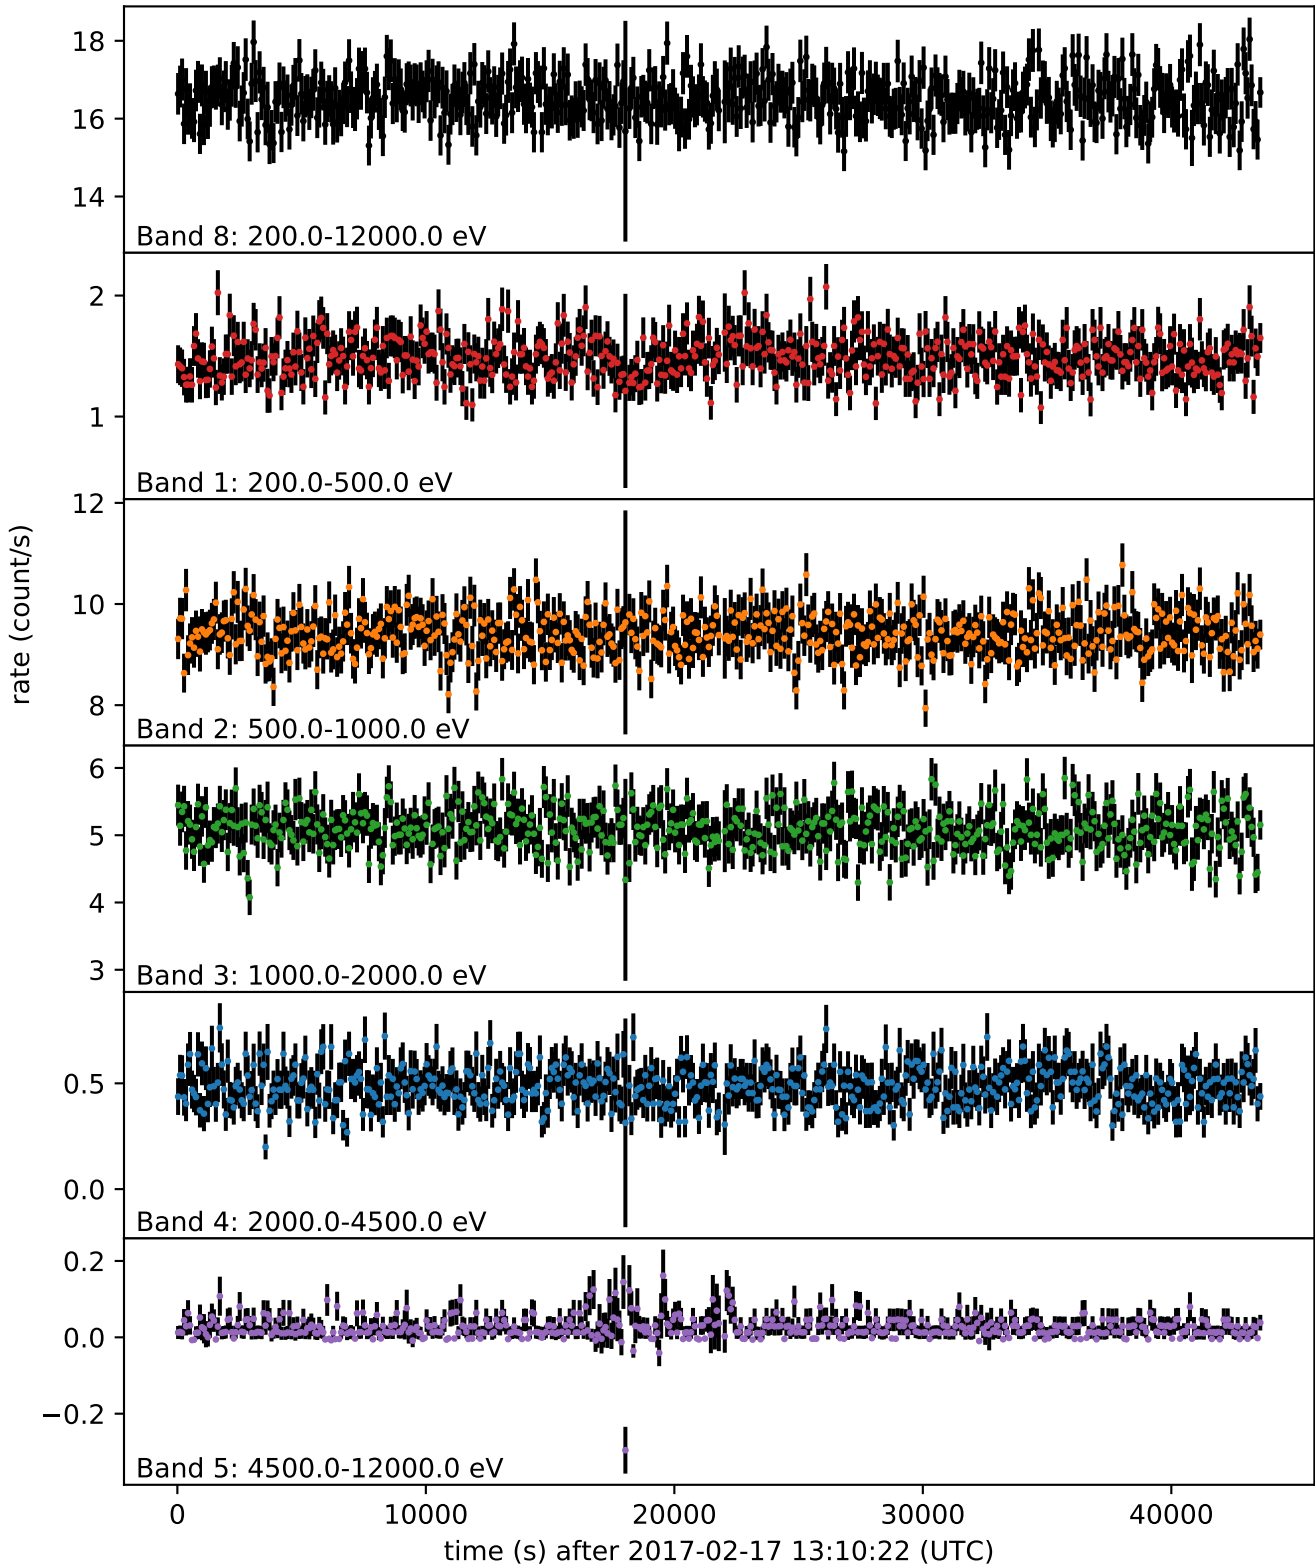 18
16
14
Band 8: 200.0-12000.0 eV
2
1
Band 1: 200.0-500.0 eV
12
10
8
Band 2: 500.0-1000.0 eV
rate (count/s)
6
5
4
3
Band 3: 1000.0-2000.0 eV
0.5
0.0
Band 4: 2000.0-4500.0 eV
0.2
0.0
−0.2
Band 5: 4500.0-12000.0 eV
0 10000 20000 30000 40000
time (s) after 2017-02-17 13:10:22 (UTC)